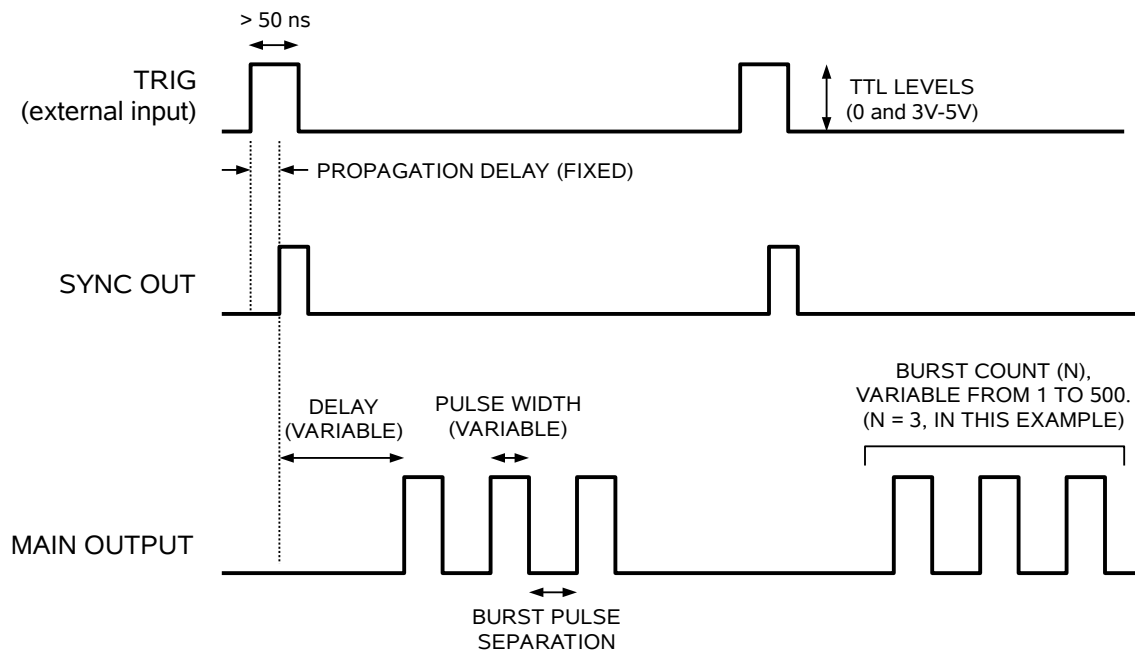 > 50 ns
TRIG
(external input)
TTL LEVELS
(0 and 3V-5V)
PROPAGATION DELAY (FIXED)
SYNC OUT
BURST COUNT (N),
VARIABLE FROM 1 TO 500.
(N = 3, IN THIS EXAMPLE)
DELAY
(VARIABLE)
PULSE WIDTH
(VARIABLE)
MAIN OUTPUT
BURST PULSE
SEPARATION